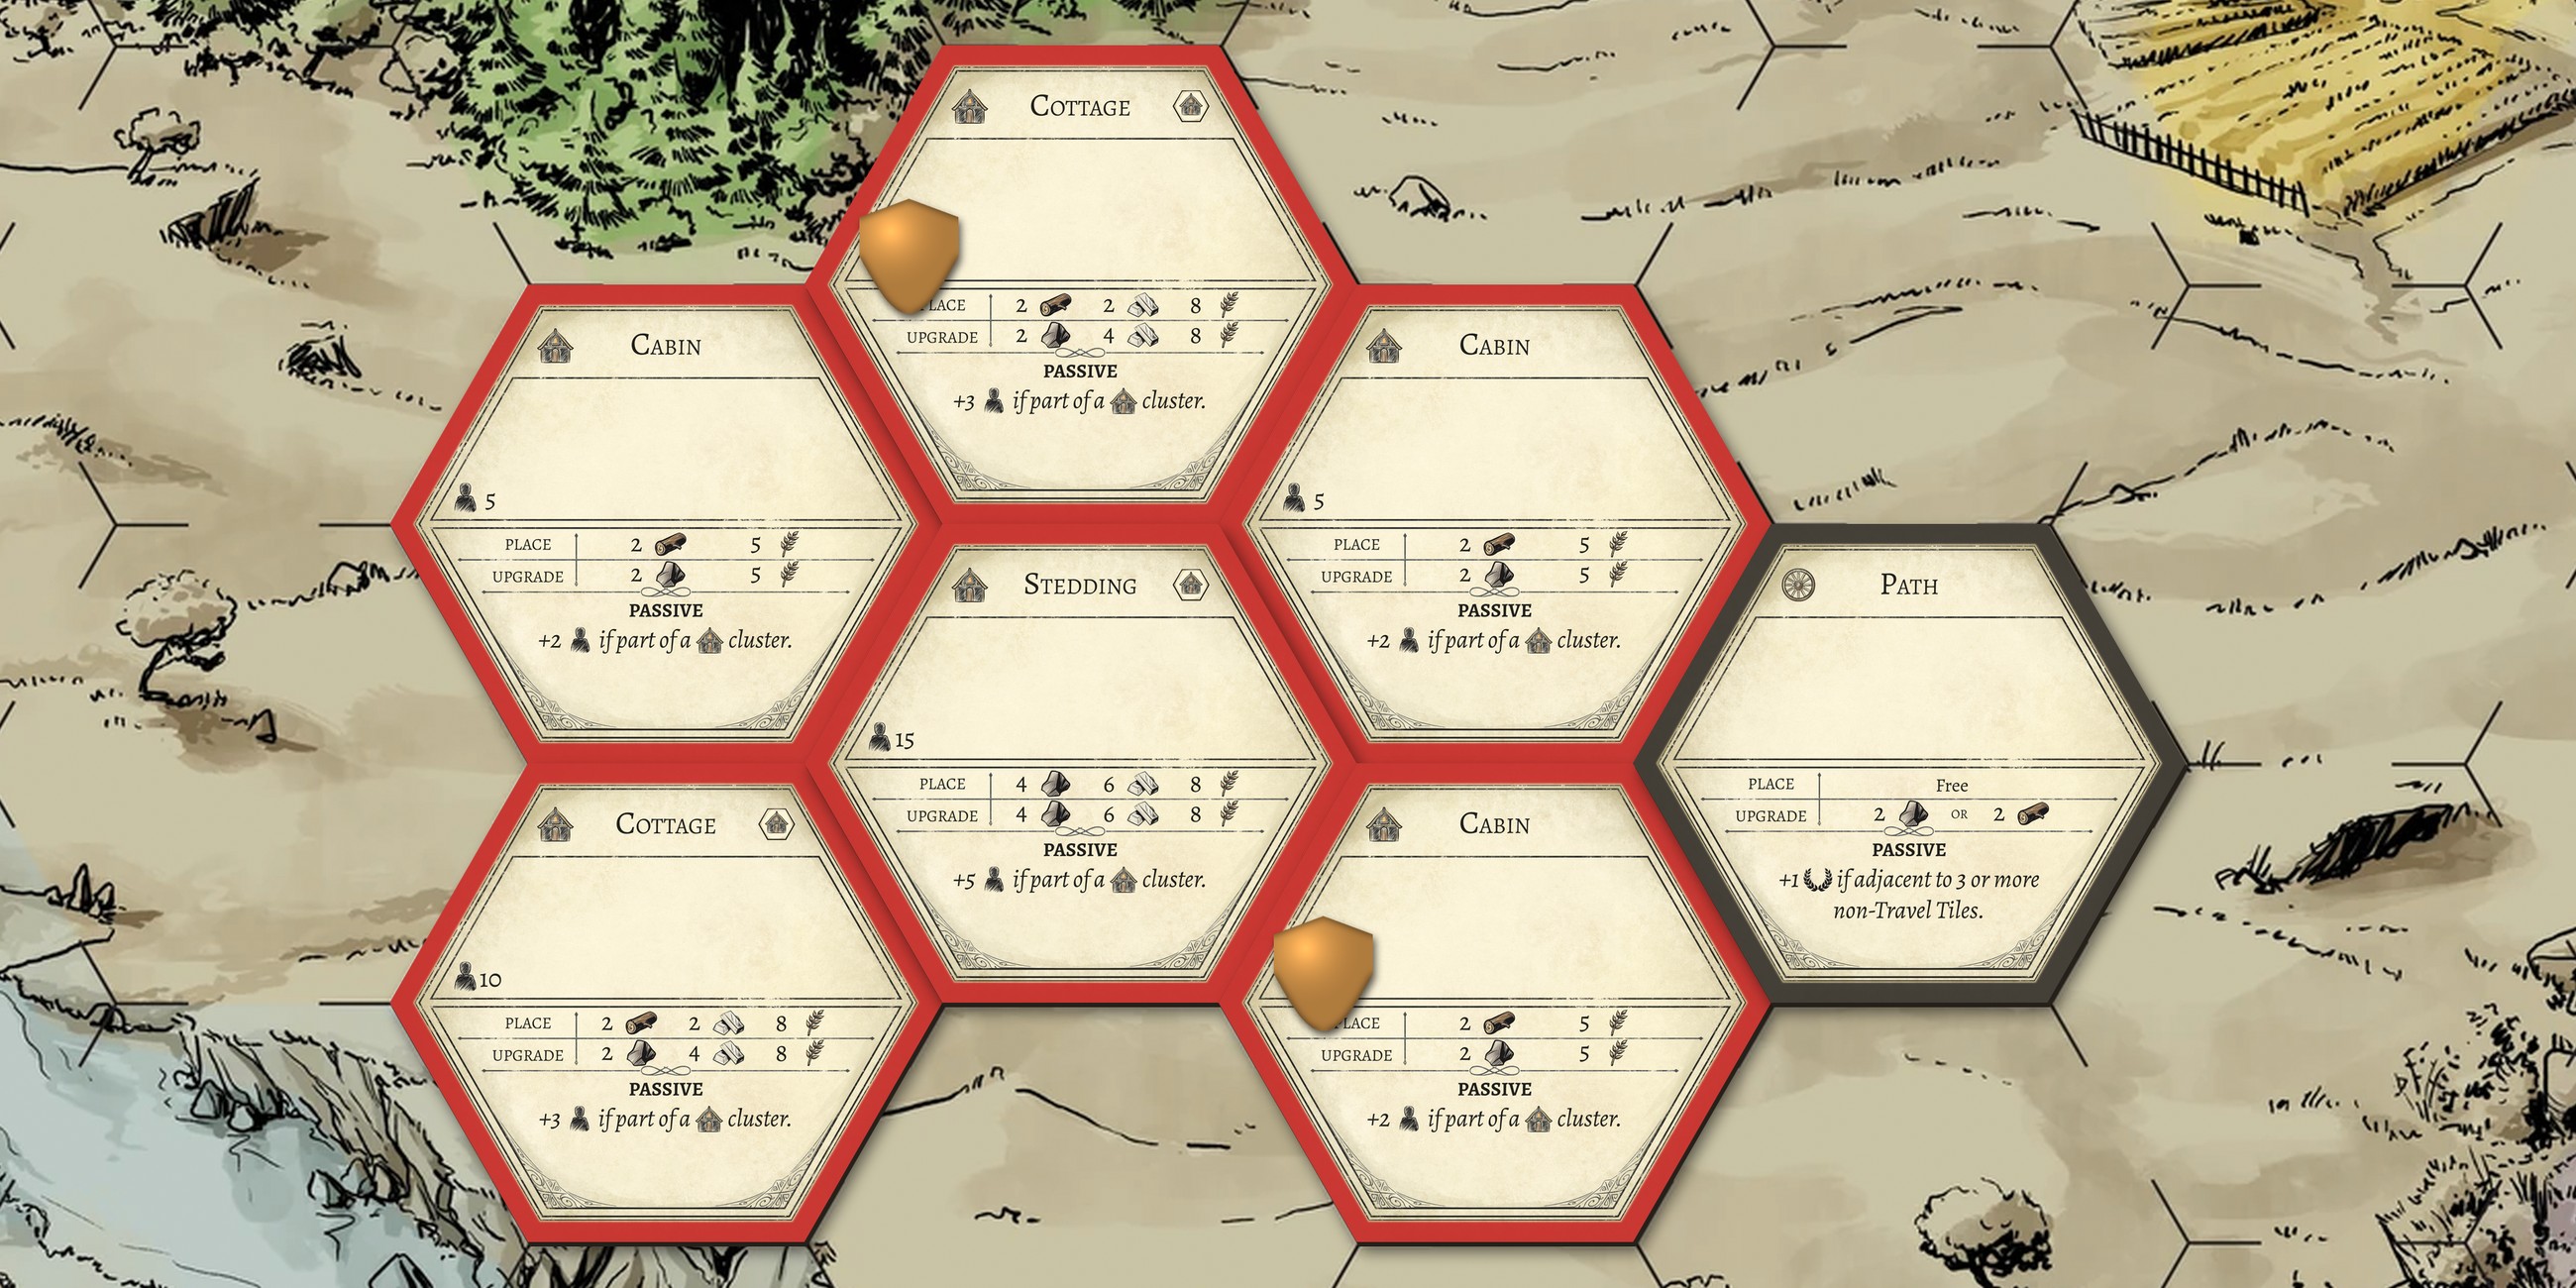 COTTAGE
PLACE 2 2 8
UPGRADE 2 4 8
PASSIVE
+3 if part of a cluster.
CABIN
5
PLACE 2 5
UPGRADE 2 5
PASSIVE
+2 if part of a cluster.
CABIN
5
PLACE 2 5
UPGRADE 2 5
PASSIVE
+2 if part of a cluster.
STEDDING
15
PLACE 4 6 8
UPGRADE 4 6 8
PASSIVE
+5 if part of a cluster.
PATH
PLACE Free
UPGRADE 2 OR 2
PASSIVE
+1 if adjacent to 3 or more
non-Travel Tiles.
COTTAGE
10
PLACE 2 2 8
UPGRADE 2 4 8
PASSIVE
+3 if part of a cluster.
CABIN
PLACE 2 5
UPGRADE 2 5
PASSIVE
+2 if part of a cluster.